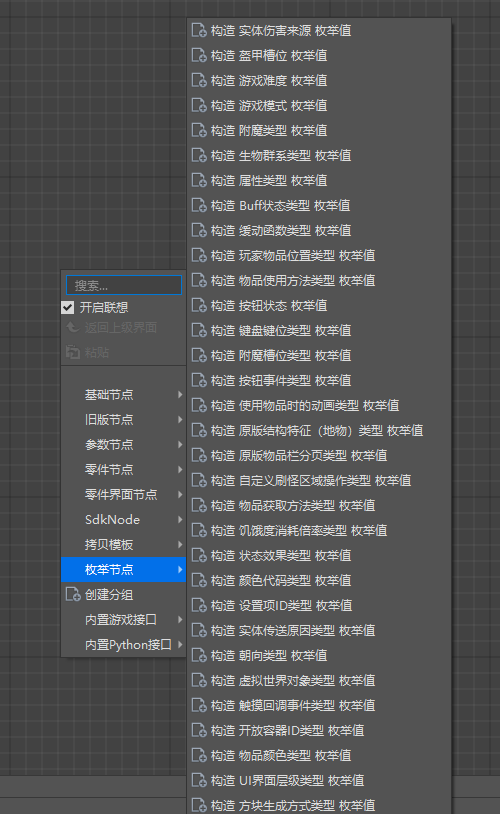 搜索...
开启联想
返回上级界面
粘贴
基础节点
旧版节点
参数节点
零件节点
零件界面节点
SdkNode
拷贝模板
枚举节点
创建分组
内置游戏接口
内置Python接口
构造 实体伤害来源 枚举值
构造 盔甲槽位 枚举值
构造 游戏难度 枚举值
构造 游戏模式 枚举值
构造 附魔类型 枚举值
构造 生物群系类型 枚举值
构造 属性类型 枚举值
构造 Buff状态类型 枚举值
构造 缓动函数类型 枚举值
构造 玩家物品位置类型 枚举值
构造 物品使用方法类型 枚举值
构造 按钮状态 枚举值
构造 键盘键位类型 枚举值
构造 附魔槽位类型 枚举值
构造 按钮事件类型 枚举值
构造 使用物品时的动画类型 枚举值
构造 原版结构特征（地物）类型 枚举值
构造 原版物品栏分页类型 枚举值
构造 自定义刷怪区域操作类型 枚举值
构造 物品获取方法类型 枚举值
构造 饥饿度消耗倍率类型 枚举值
构造 状态效果类型 枚举值
构造 颜色代码类型 枚举值
构造 设置项ID类型 枚举值
构造 实体传送原因类型 枚举值
构造 朝向类型 枚举值
构造 虚拟世界对象类型 枚举值
构造 触摸回调事件类型 枚举值
构造 开放容器ID类型 枚举值
构造 物品颜色类型 枚举值
构造 UI界面层级类型 枚举值
构造 方块生成方式类型 枚举值